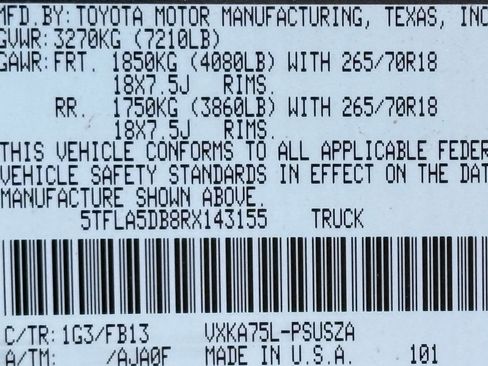 MFD.BY:TOYOTA MOTOR MANUFACTURING, TEXAS, INC
GVWR:3270KG (7210LB)
GAWR:FRT. 1850KG (4080LB) WITH 265/70R18
18X7.5J RIMS.
RR. 1750KG (3860LB) WITH 265/70R18
18X7.5J RIMS.
THIS VEHICLE CONFORMS TO ALL APPLICABLE FEDER
VEHICLE SAFETY STANDARDS IN EFFECT ON THE DAT
MANUFACTURE SHOWN ABOVE.
5TFLA5DB8RX143155 TRUCK
C/TR:1G3/FB13 VXKA75L-PSUSZA
A/TM: /AJA0F MADE IN U.S.A. 101